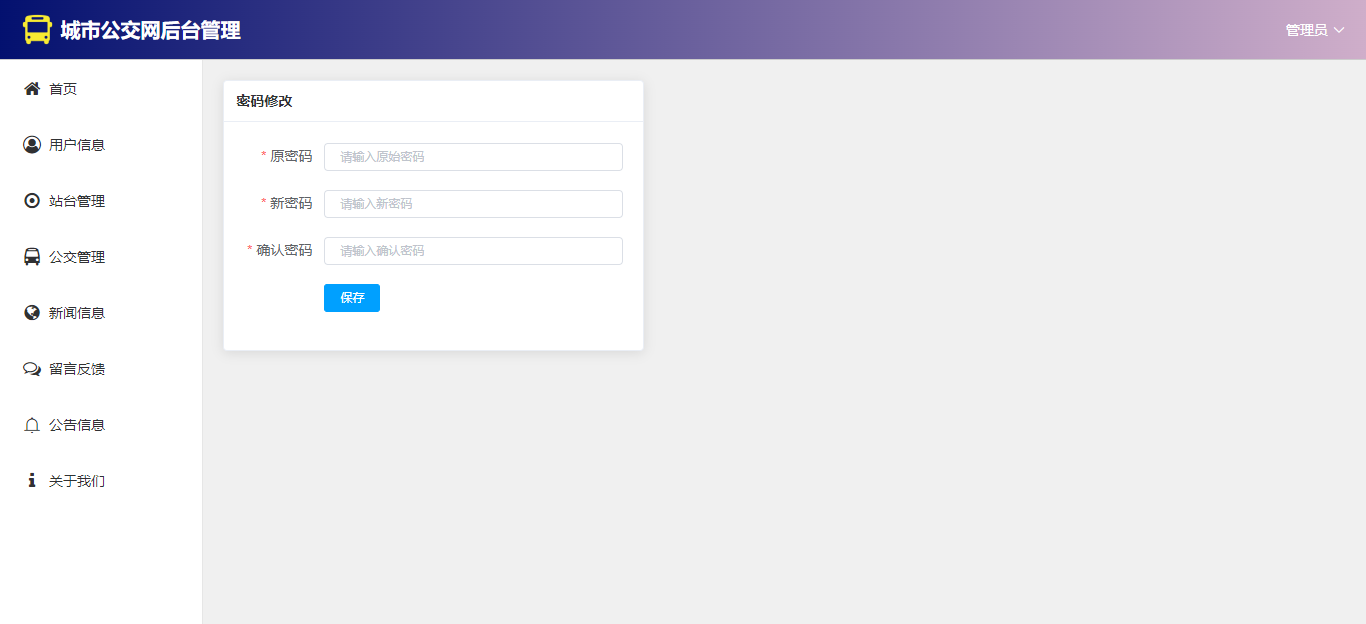 城市公交网后台管理
管理员
首页
用户信息
站台管理
公交管理
新闻信息
留言反馈
公告信息
关于我们
密码修改
* 原密码 请输入原始密码
* 新密码 请输入新密码
* 确认密码 请输入确认密码
保存